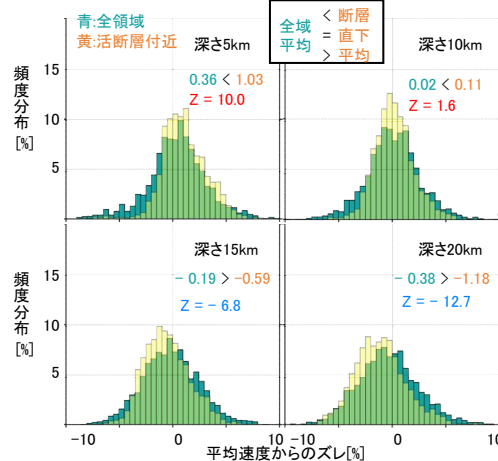 青:全領域
黄:活断層付近
全域
平均
< 断層
= 直下
> 平均
深さ5km
0.36 < 1.03
Z = 10.0
深さ10km
0.02 < 0.11
Z = 1.6
頻度分布
[%]
15
10
5
深さ15km
- 0.19 > -0.59
Z = - 6.8
深さ20km
- 0.38 > -1.18
Z = - 12.7
頻度分布
[%]
15
10
5
-10
0
10
-10
0
10
平均速度からのズレ[%]